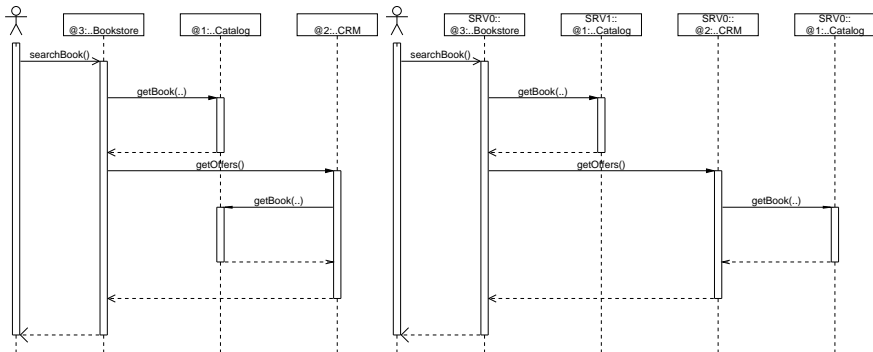 @3:..Bookstore
@1:..Catalog
@2:..CRM
searchBook()
getBook(..)
getOffers()
getBook(..)
SRV0::
@3:..Bookstore
SRV1::
@1:..Catalog
SRV0::
@2:..CRM
SRV0::
@1:..Catalog
searchBook()
getBook(..)
getOffers()
getBook(..)